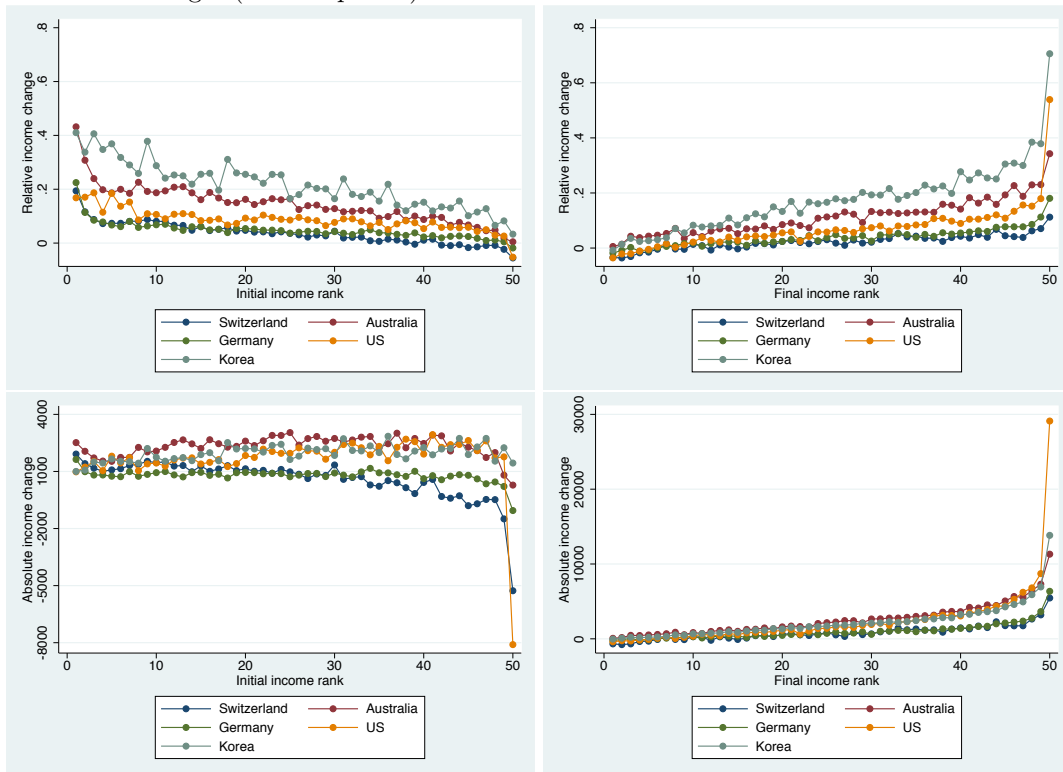 Relative income change
0 .2 .4 .6 .8
0 10 20 30 40 50
Initial income rank
Switzerland Australia
Germany US
Korea
Relative income change
0 .2 .4 .6 .8
0 10 20 30 40 50
Final income rank
Switzerland Australia
Germany US
Korea
Absolute income change
-8000 -5000 -2000 1000 4000
0 10 20 30 40 50
Initial income rank
Switzerland Australia
Germany US
Korea
Absolute income change
0 10000 20000 30000
0 10 20 30 40 50
Final income rank
Switzerland Australia
Germany US
Korea